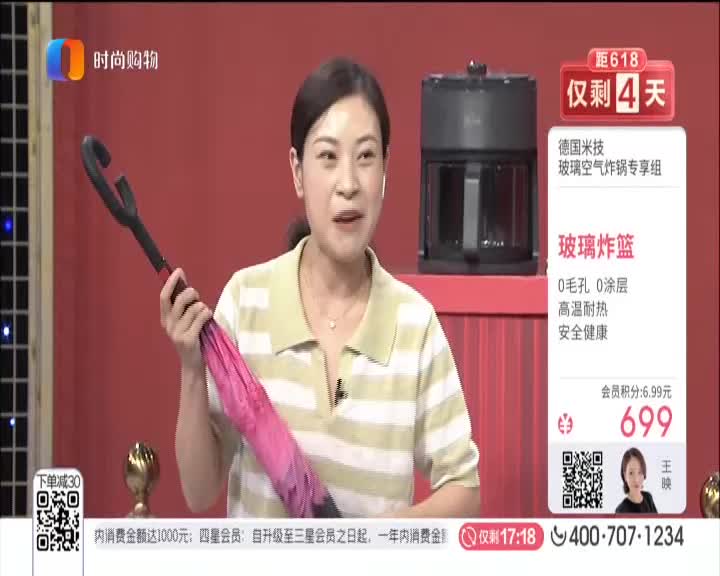 时尚购物
距618
仅剩4天
德国米技
玻璃空气炸锅专享组
玻璃炸篮
0毛孔 0涂层
高温耐热
安全健康
会员积分:6.99元
¥699
王映
下单减30
内消费金额达1000元；四星会员：自升级至三星会员之日起，一年内消费金
仅剩17:18
400·707·1234